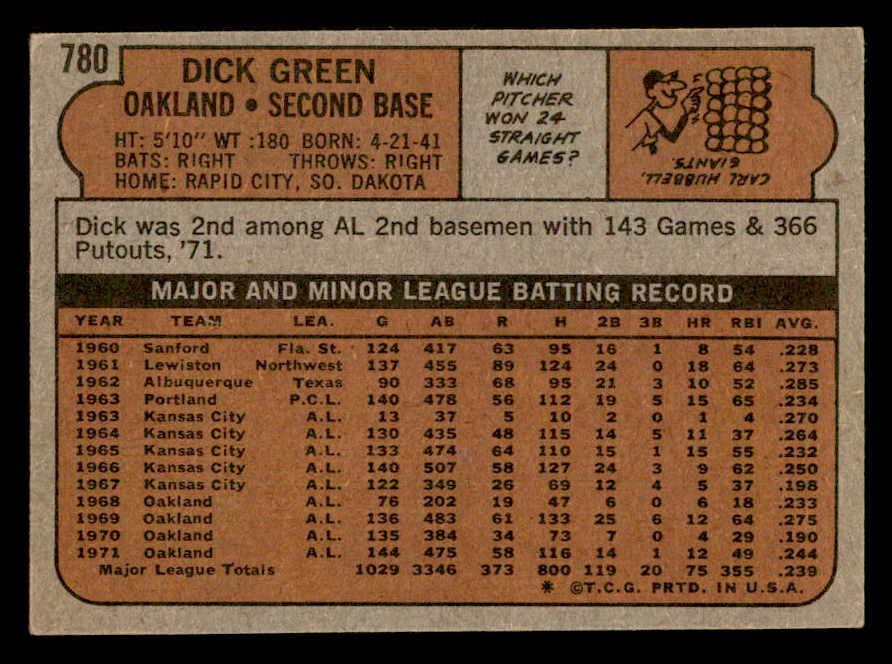 780
DICK GREEN
OAKLAND • SECOND BASE
HT: 5'10" WT :180 BORN: 4-21-41
BATS: RIGHT THROWS: RIGHT
HOME: RAPID CITY, SO. DAKOTA
WHICH
PITCHER
WON 24
STRAIGHT
GAMES?
CARL HUBBELL,
GIANTS.
Dick was 2nd among AL 2nd basemen with 143 Games & 366
Putouts, '71.
MAJOR AND MINOR LEAGUE BATTING RECORD
YEAR TEAM LEA. G AB R H 2B 3B HR RBI AVG.
1960 Sanford Fla. St. 124 417 63 95 16 1 8 54 .228
1961 Lewiston Northwest 137 455 89 124 24 0 18 64 .273
1962 Albuquerque Texas 90 333 68 95 21 3 10 52 .285
1963 Portland P.C.L. 140 478 56 112 19 5 15 65 .234
1963 Kansas City A.L. 13 37 5 10 2 0 1 4 .270
1964 Kansas City A.L. 130 435 48 115 14 5 11 37 .264
1965 Kansas City A.L. 133 474 64 110 15 1 15 55 .232
1966 Kansas City A.L. 140 507 58 127 24 3 9 62 .250
1967 Kansas City A.L. 122 349 26 69 12 4 5 37 .198
1968 Oakland A.L. 76 202 19 47 6 0 6 18 .233
1969 Oakland A.L. 136 483 61 133 25 6 12 64 .275
1970 Oakland A.L. 135 384 34 73 7 0 4 29 .190
1971 Oakland A.L. 144 475 58 116 14 1 12 49 .244
Major League Totals 1029 3346 373 800 119 20 75 355 .239
* ©T.C.G. PRTD. IN U.S.A.